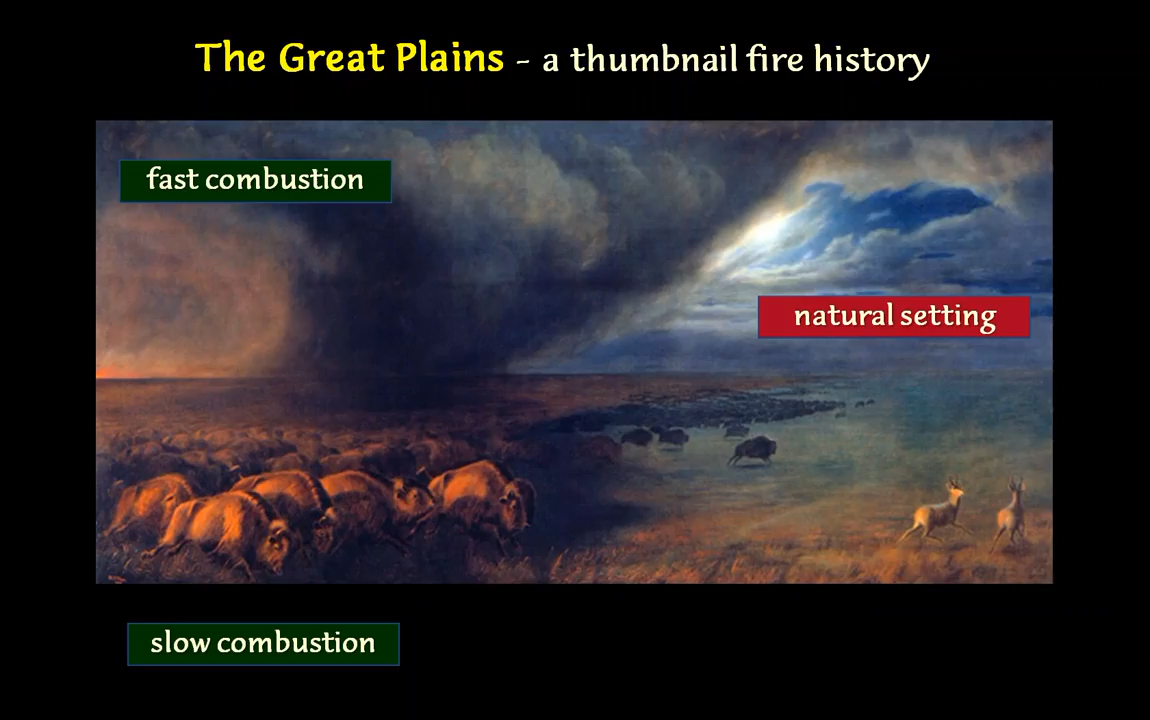 The Great Plains - a thumbnail fire history
fast combustion
natural setting
slow combustion